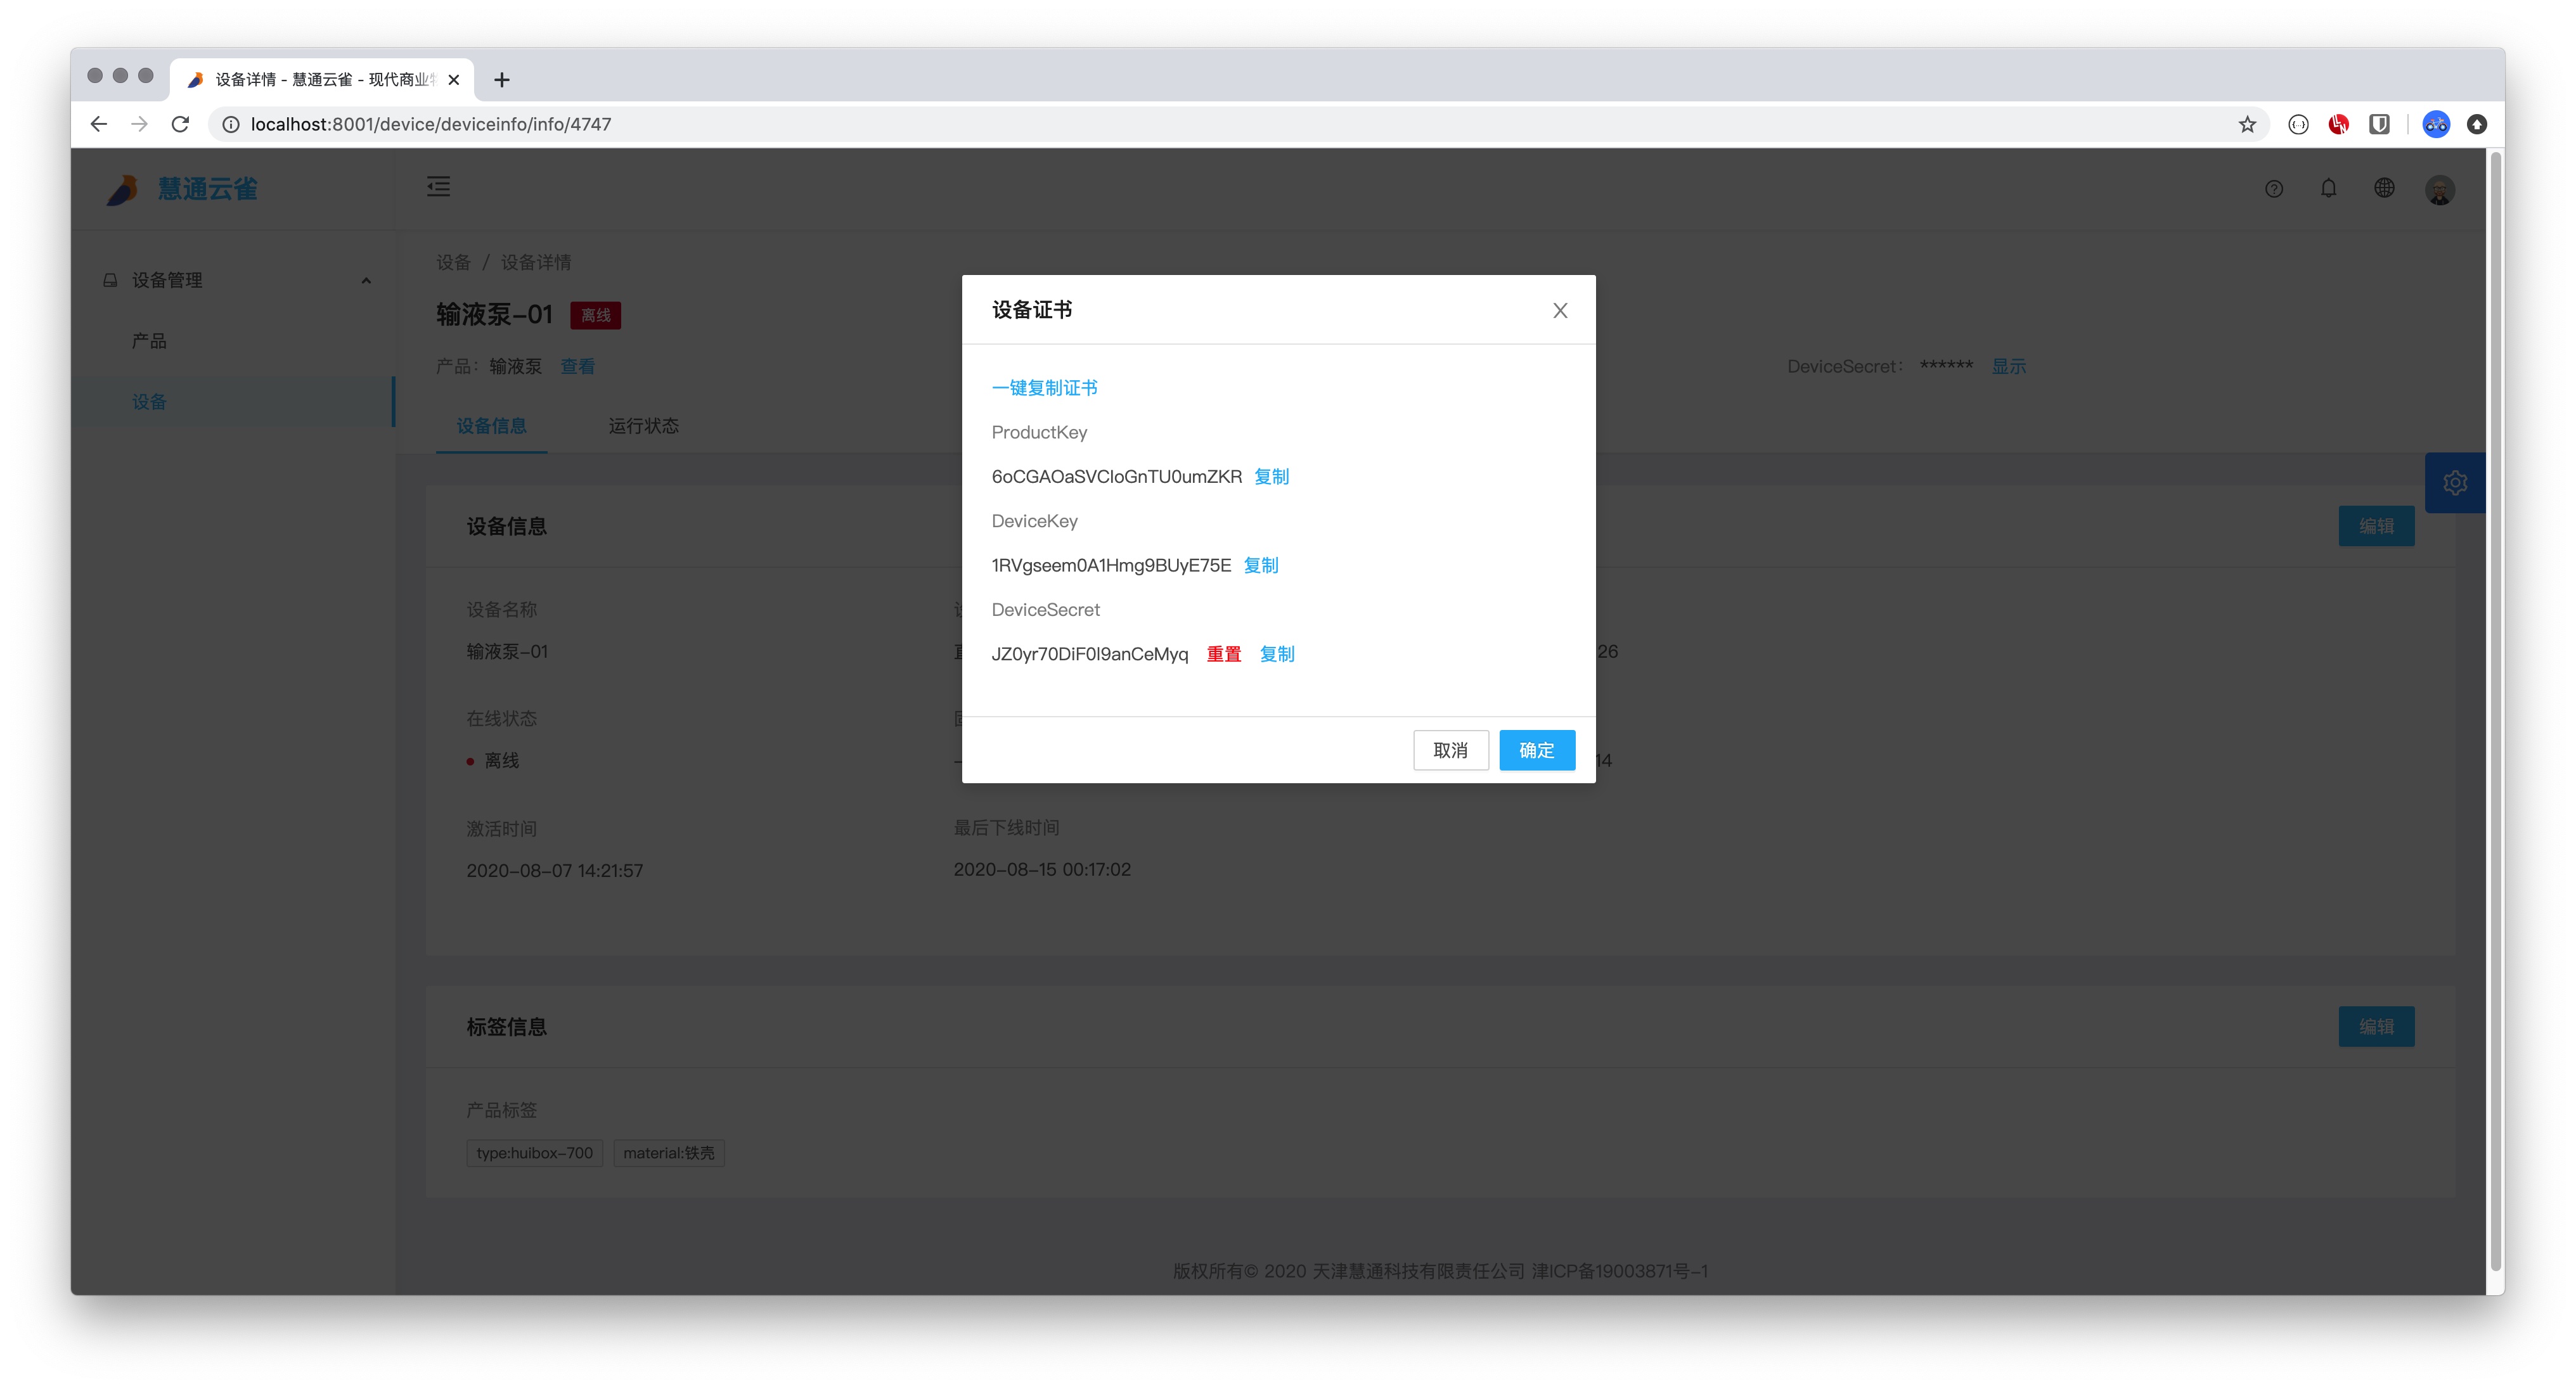 设备详情 - 慧通云雀 - 现代商业
localhost:8001/device/deviceinfo/info/4747
慧通云雀
设备管理
产品
设备
设备 / 设备详情
输液泵-01 离线
产品: 输液泵 查看
DeviceSecret: ****** 显示
设备信息 运行状态
设备信息 编辑
设备名称
输液泵-01
26
在线状态
离线
14
激活时间 最后下线时间
2020-08-07 14:21:57 2020-08-15 00:17:02
标签信息 编辑
产品标签
type:huibox-700 material:铁壳
版权所有© 2020 天津慧通科技有限责任公司 津ICP备19003871号-1
设备证书
一键复制证书
ProductKey
6oCGAOaSVCIoGnTU0umZKR 复制
DeviceKey
1RVgseem0A1Hmg9BUyE75E 复制
DeviceSecret
JZ0yr70DiF0I9anCeMyq 重置 复制
取消 确定